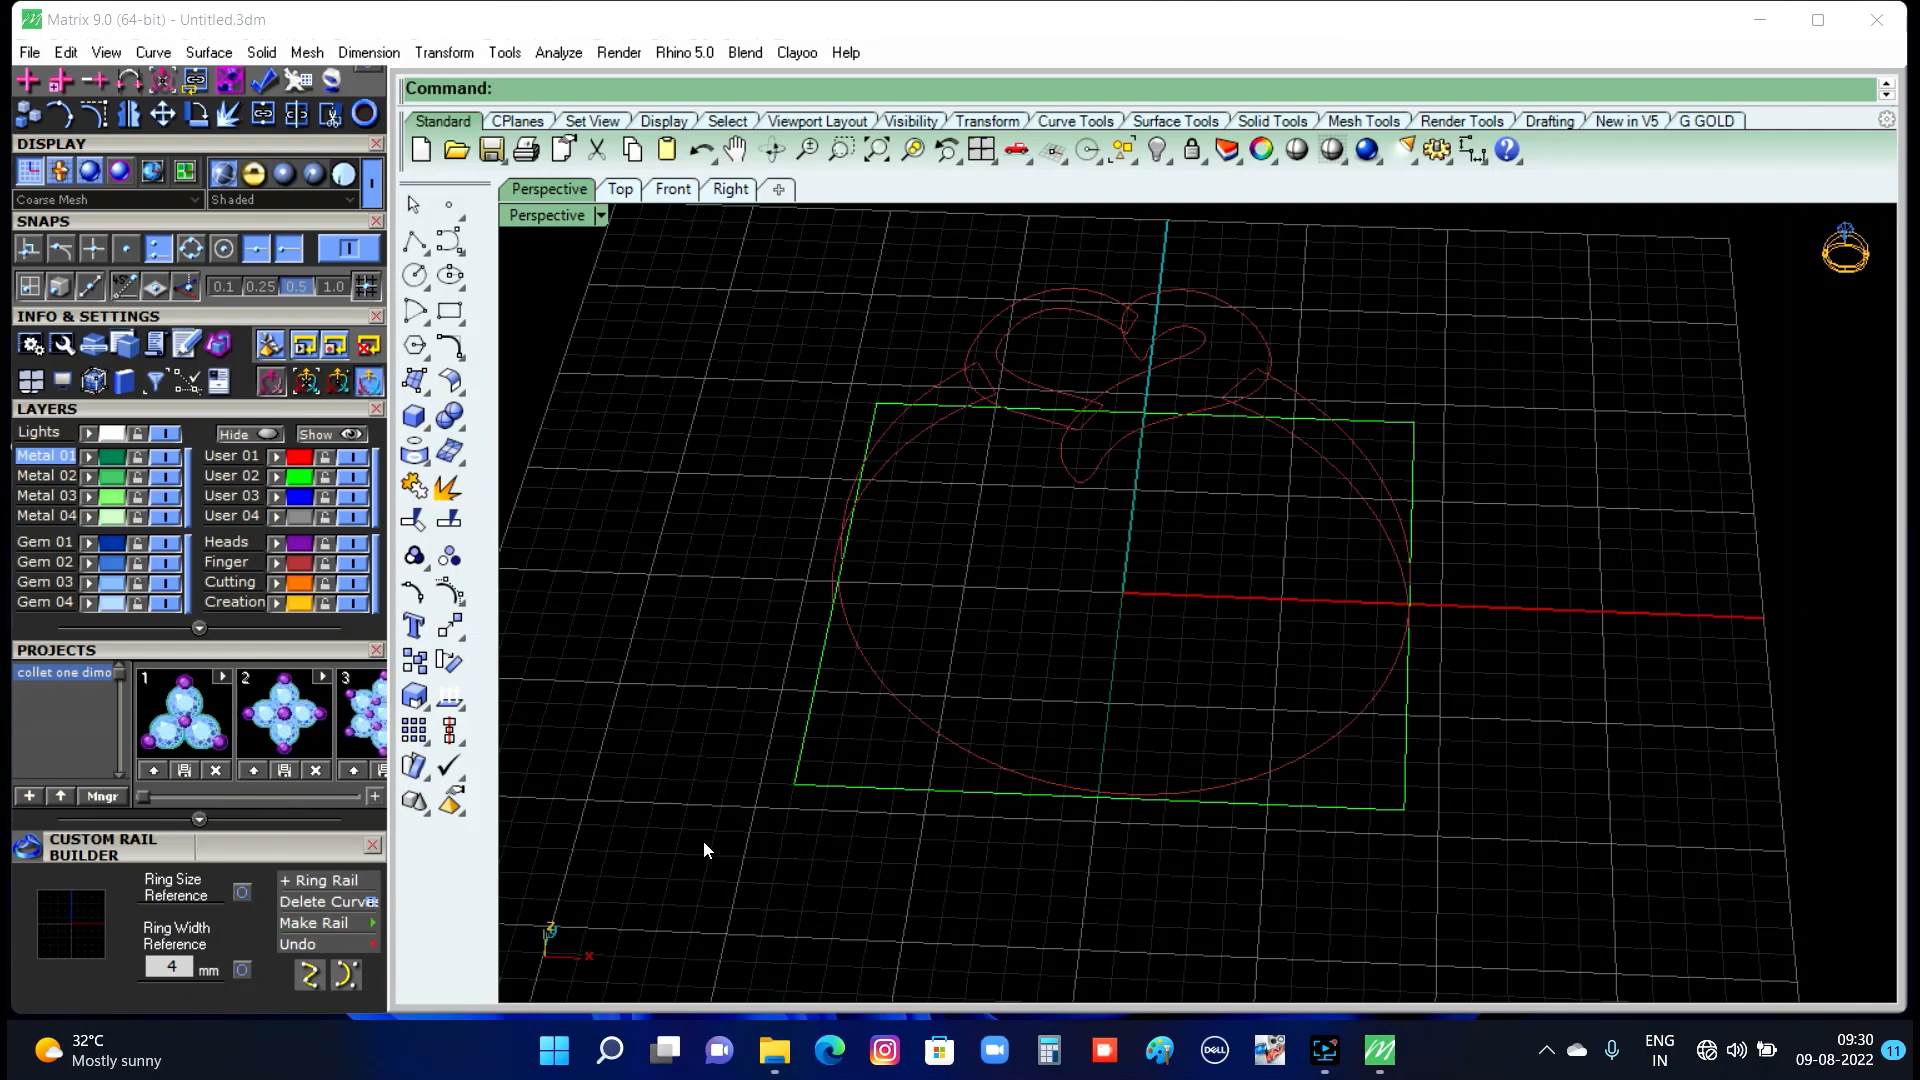 Matrix 9.0 (64-bit) - Untitled.3dm
File Edit View Curve Surface Solid Mesh Dimension Transform Tools Analyze Render Rhino 5.0 Blend Clayoo Help
Command:
Standard CPlanes Set View Display Select Viewport Layout Visibility Transform Curve Tools Surface Tools Solid Tools Mesh Tools Render Tools Drafting New in V5 G GOLD
DISPLAY
Coarse Mesh Shaded
SNAPS
0.1 0.25 0.5 1.0
INFO & SETTINGS
LAYERS
Lights Hide Show
Metal 01 User 01
Metal 02 User 02
Metal 03 User 03
Metal 04 User 04
Gem 01 Heads
Gem 02 Finger
Gem 03 Cutting
Gem 04 Creation
PROJECTS
collet one dimo
1 2 3
Mngr
CUSTOM RAIL
BUILDER
Ring Size
Reference
Ring Width
Reference
4 mm
+ Ring Rail
Delete Curves
Make Rail
Undo
Perspective Top Front Right
Perspective
z
y
x
32°C
Mostly sunny
DELL
ENG
IN
09:30
09-08-2022
11